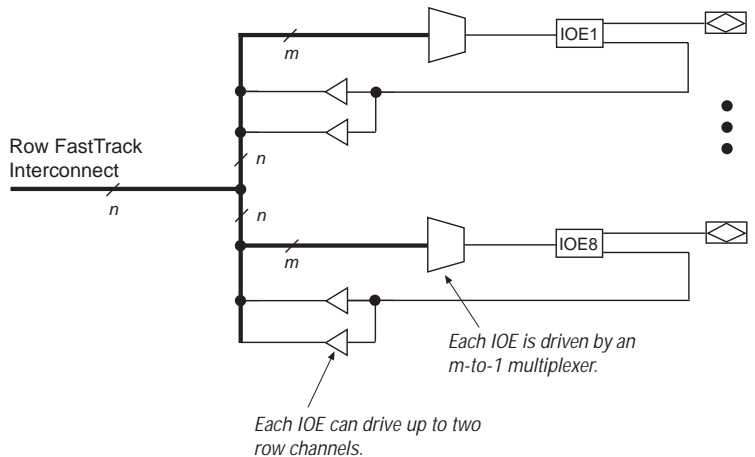 IOE1
m
Row FastTrack
Interconnect
n
n
n
m
IOE8
Each IOE is driven by an
m-to-1 multiplexer.
Each IOE can drive up to two
row channels.